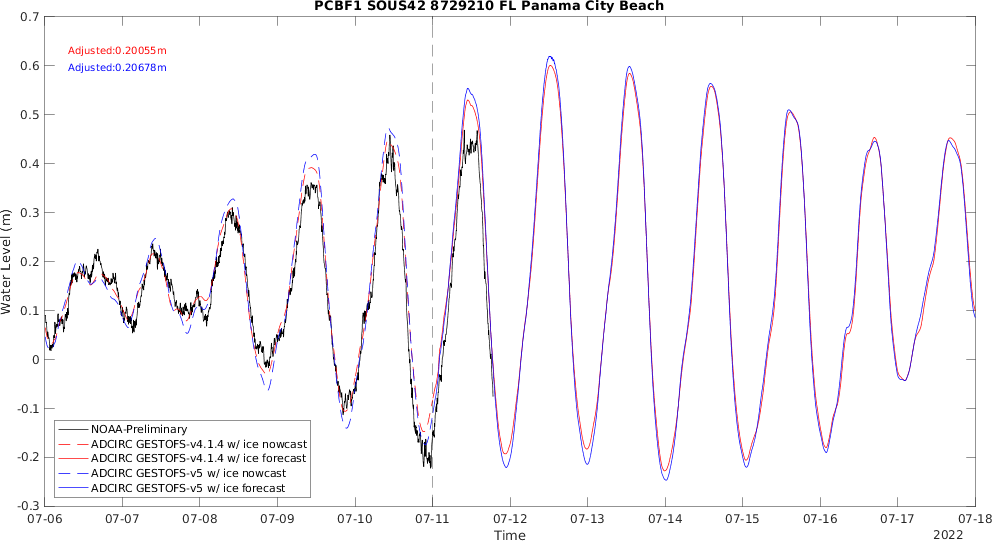 PCBF1 SOUS42 8729210 FL Panama City Beach
0.7
0.6
0.5
0.4
0.3
0.2
0.1
0
-0.1
-0.2
-0.3
Water Level (m)
Adjusted:0.20055m
Adjusted:0.20678m
NOAA-Preliminary
ADCIRC GESTOFS-v4.1.4 w/ ice nowcast
ADCIRC GESTOFS-v4.1.4 w/ ice forecast
ADCIRC GESTOFS-v5 w/ ice nowcast
ADCIRC GESTOFS-v5 w/ ice forecast
07-06 07-07 07-08 07-09 07-10 07-11 07-12 07-13 07-14 07-15 07-16 07-17 07-18
Time
2022